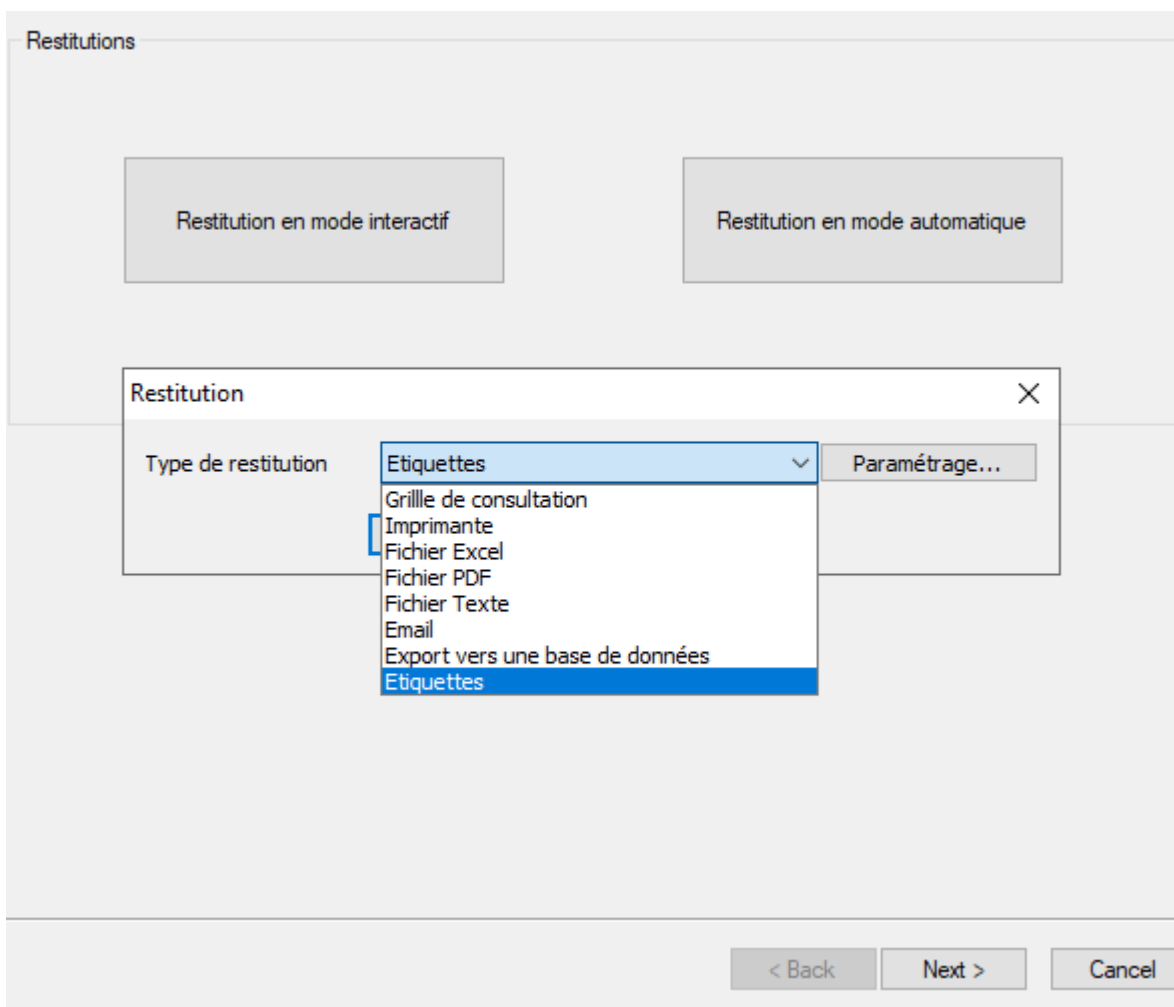 Restitutions
Restitution en mode interactif
Restitution en mode automatique
Restitution
Type de restitution
Etiquettes
Paramétrage...
Grillle de consultation
Imprimante
Fichier Excel
Fichier PDF
Fichier Texte
Email
Export vers une base de données
Etiquettes
< Back
Next >
Cancel